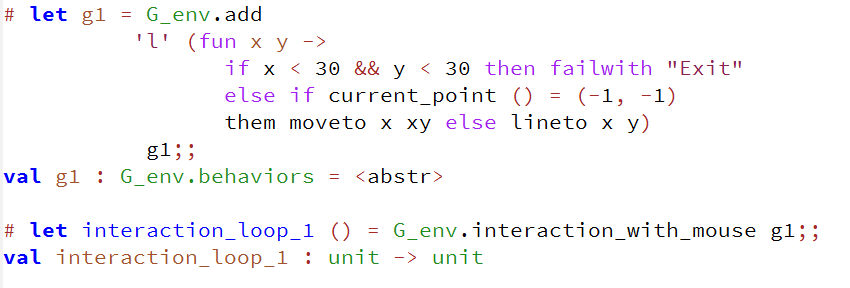 # let g1 = G_env.add
'l' (fun x y ->
if x < 30 && y < 30 then failwith "Exit"
else if current_point () = (-1, -1)
them moveto x xy else lineto x y)
g1;;
val g1 : G_env.behaviors = <abstr>
# let interaction_loop_1 () = G_env.interaction_with_mouse g1;;
val interaction_loop_1 : unit -> unit